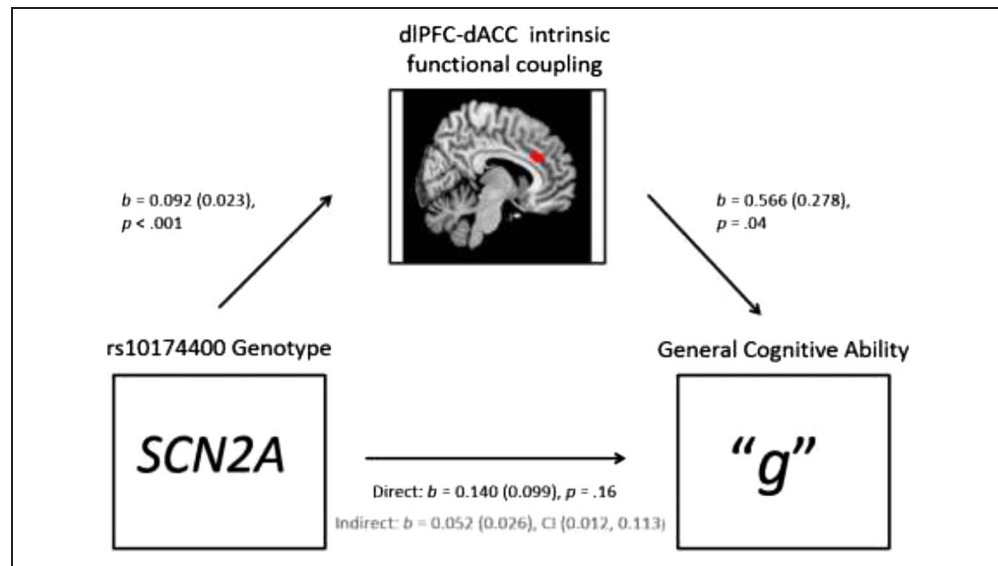 dlPFC-dACC intrinsic
functional coupling
b = 0.092 (0.023),
p < .001
b = 0.566 (0.278),
p = .04
rs10174400 Genotype
General Cognitive Ability
SCN2A
“g”
Direct: b = 0.140 (0.099), p = .16
Indirect: b = 0.052 (0.026), CI (0.012, 0.113)